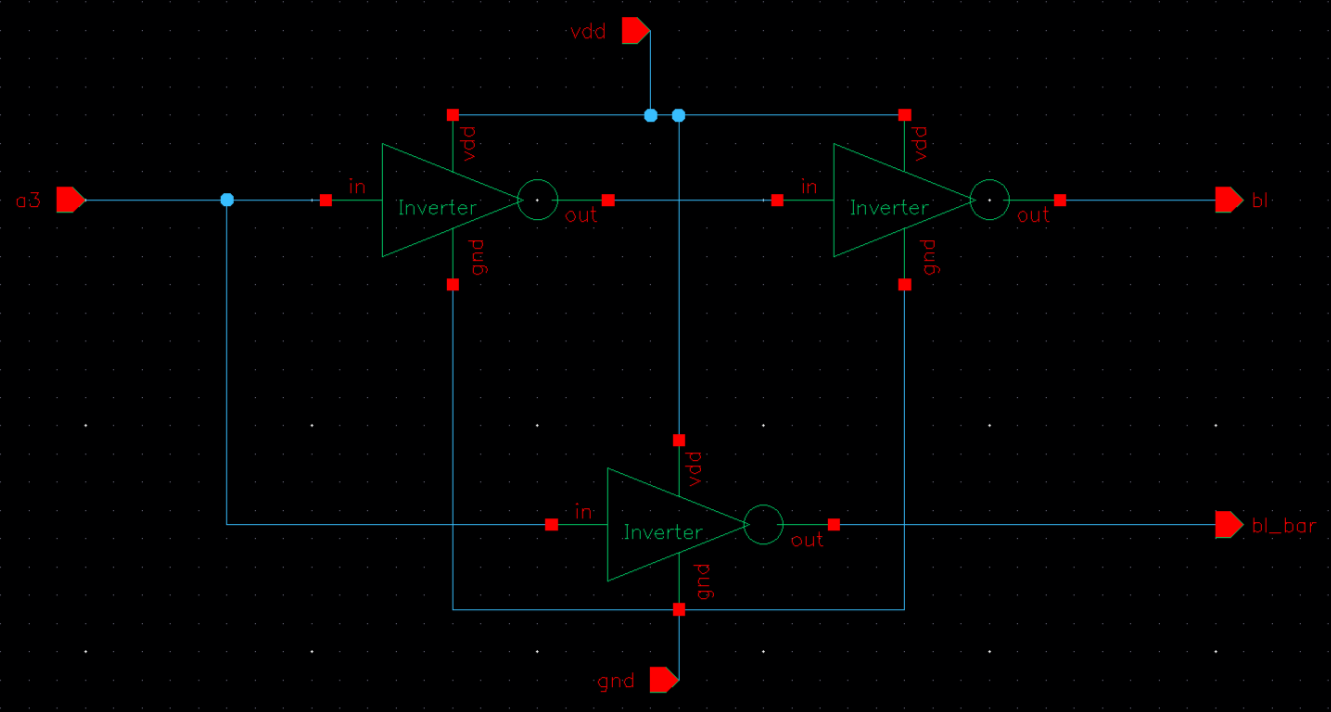 vdd
vdd
vdd
a3
in
Inverter
out
in
Inverter
out
bl
gnd
gnd
vdd
in
Inverter
out
bl_bar
gnd
gnd